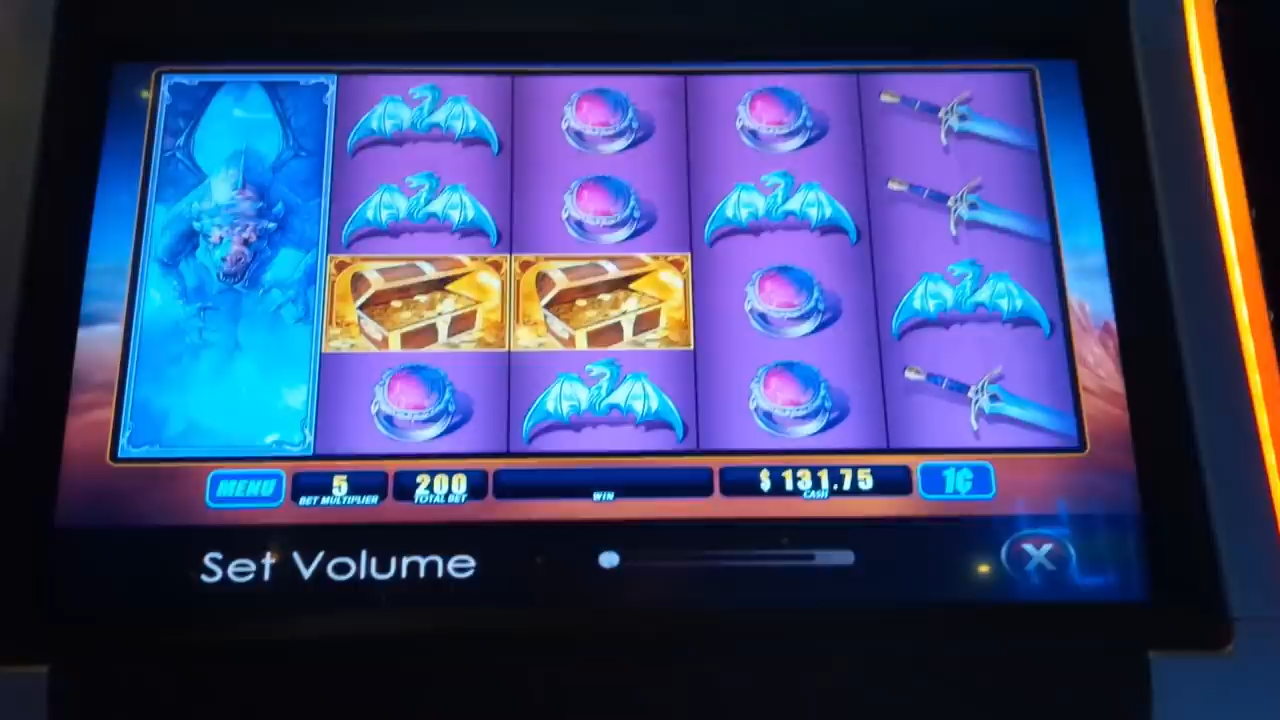 MENU
5
BET MULTIPLIER
200
TOTAL BET
WIN
$ 131.75
CASH
1¢
Set Volume
X